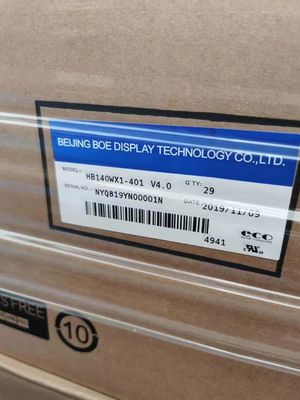 BEIJING BOE DISPLAY TECHNOLOGY CO.,LTD.
MODEL: HB140WX1-401 V4.0 Q'TY: 29
SERIAL NO.: NYQ819YN00001N DATE: 2019/11/09
4941
eco
FREE
10